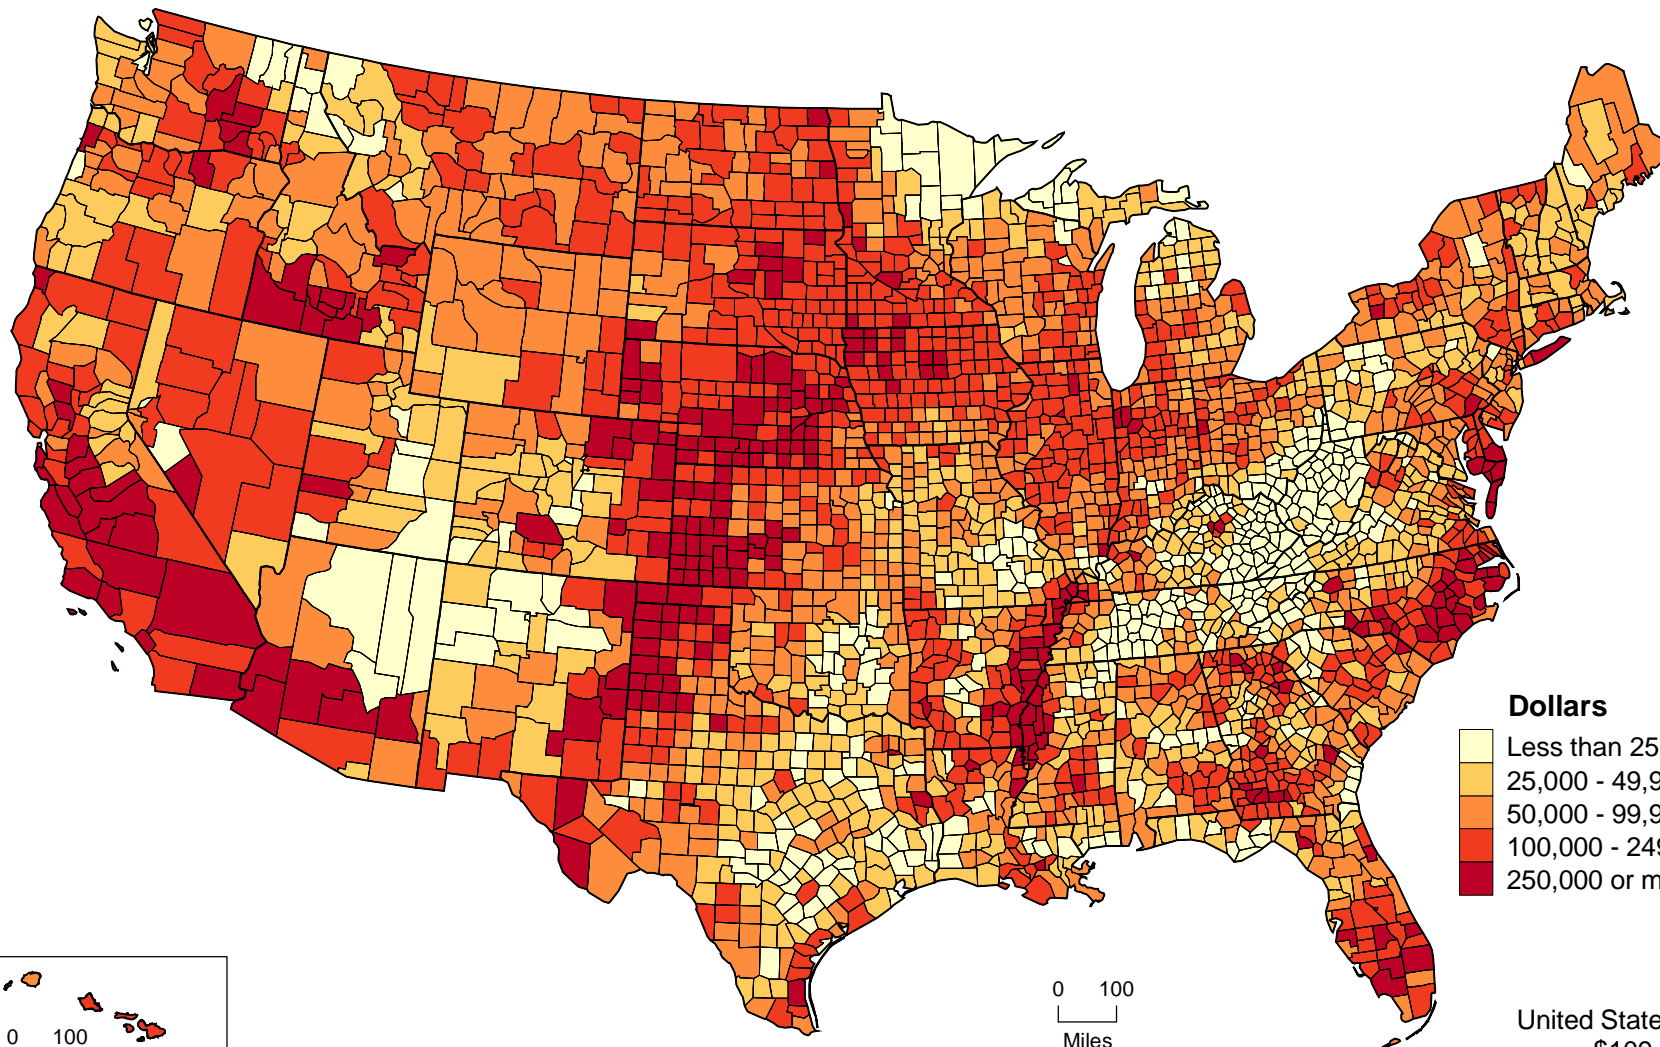 Dollars
Less than 25
25,000 - 49,9
50,000 - 99,9
100,000 - 249
250,000 or m
0 100
Miles
0 100
United State